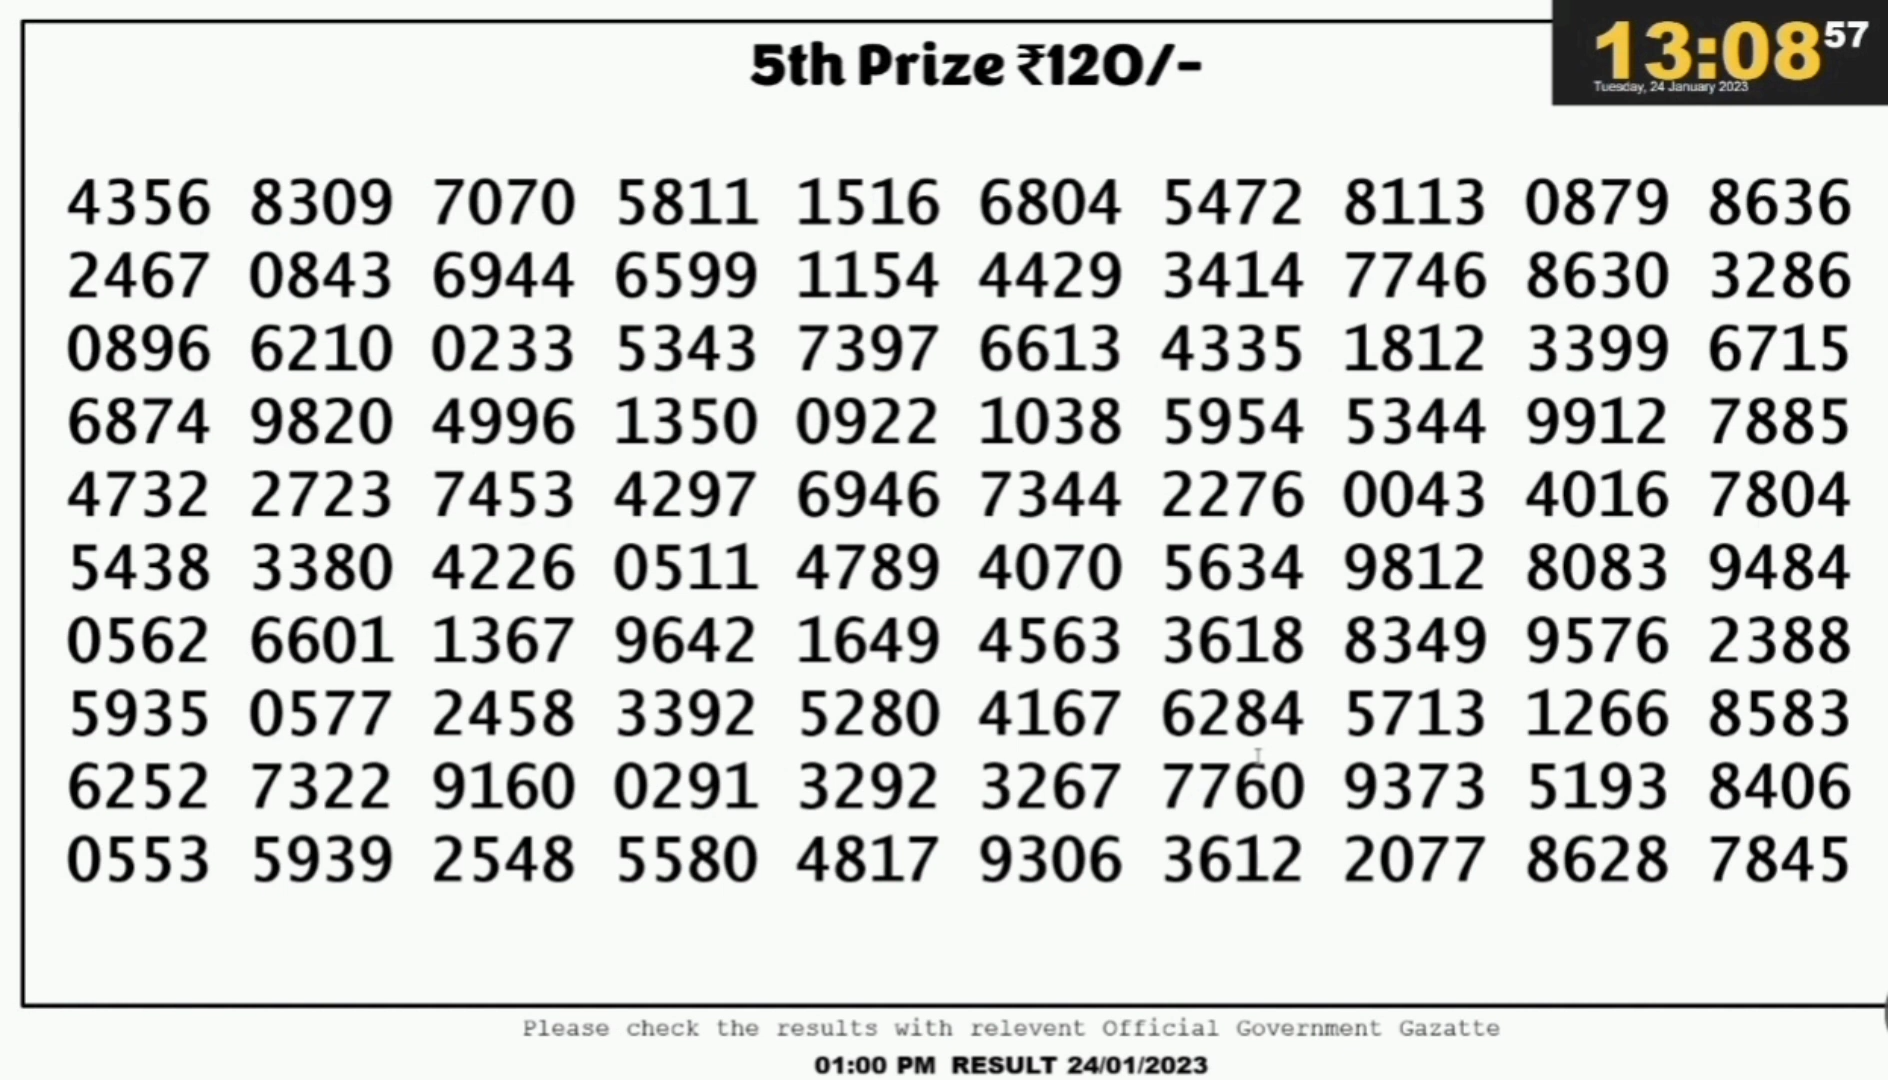 13:08 57
Tuesday, 24 January 2023
5th Prize ₹120/-
4356 8309 7070 5811 1516 6804 5472 8113 0879 8636
2467 0843 6944 6599 1154 4429 3414 7746 8630 3286
0896 6210 0233 5343 7397 6613 4335 1812 3399 6715
6874 9820 4996 1350 0922 1038 5954 5344 9912 7885
4732 2723 7453 4297 6946 7344 2276 0043 4016 7804
5438 3380 4226 0511 4789 4070 5634 9812 8083 9484
0562 6601 1367 9642 1649 4563 3618 8349 9576 2388
5935 0577 2458 3392 5280 4167 6284 5713 1266 8583
6252 7322 9160 0291 3292 3267 7760 9373 5193 8406
0553 5939 2548 5580 4817 9306 3612 2077 8628 7845
Please check the results with relevent Official Government Gazatte
01:00 PM RESULT 24/01/2023